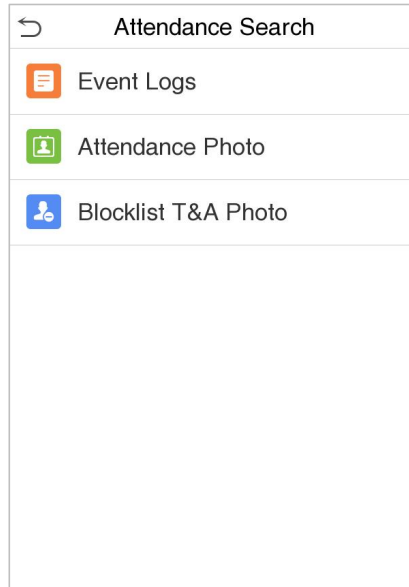 Attendance Search
Event Logs
Attendance Photo
Blocklist T&A Photo